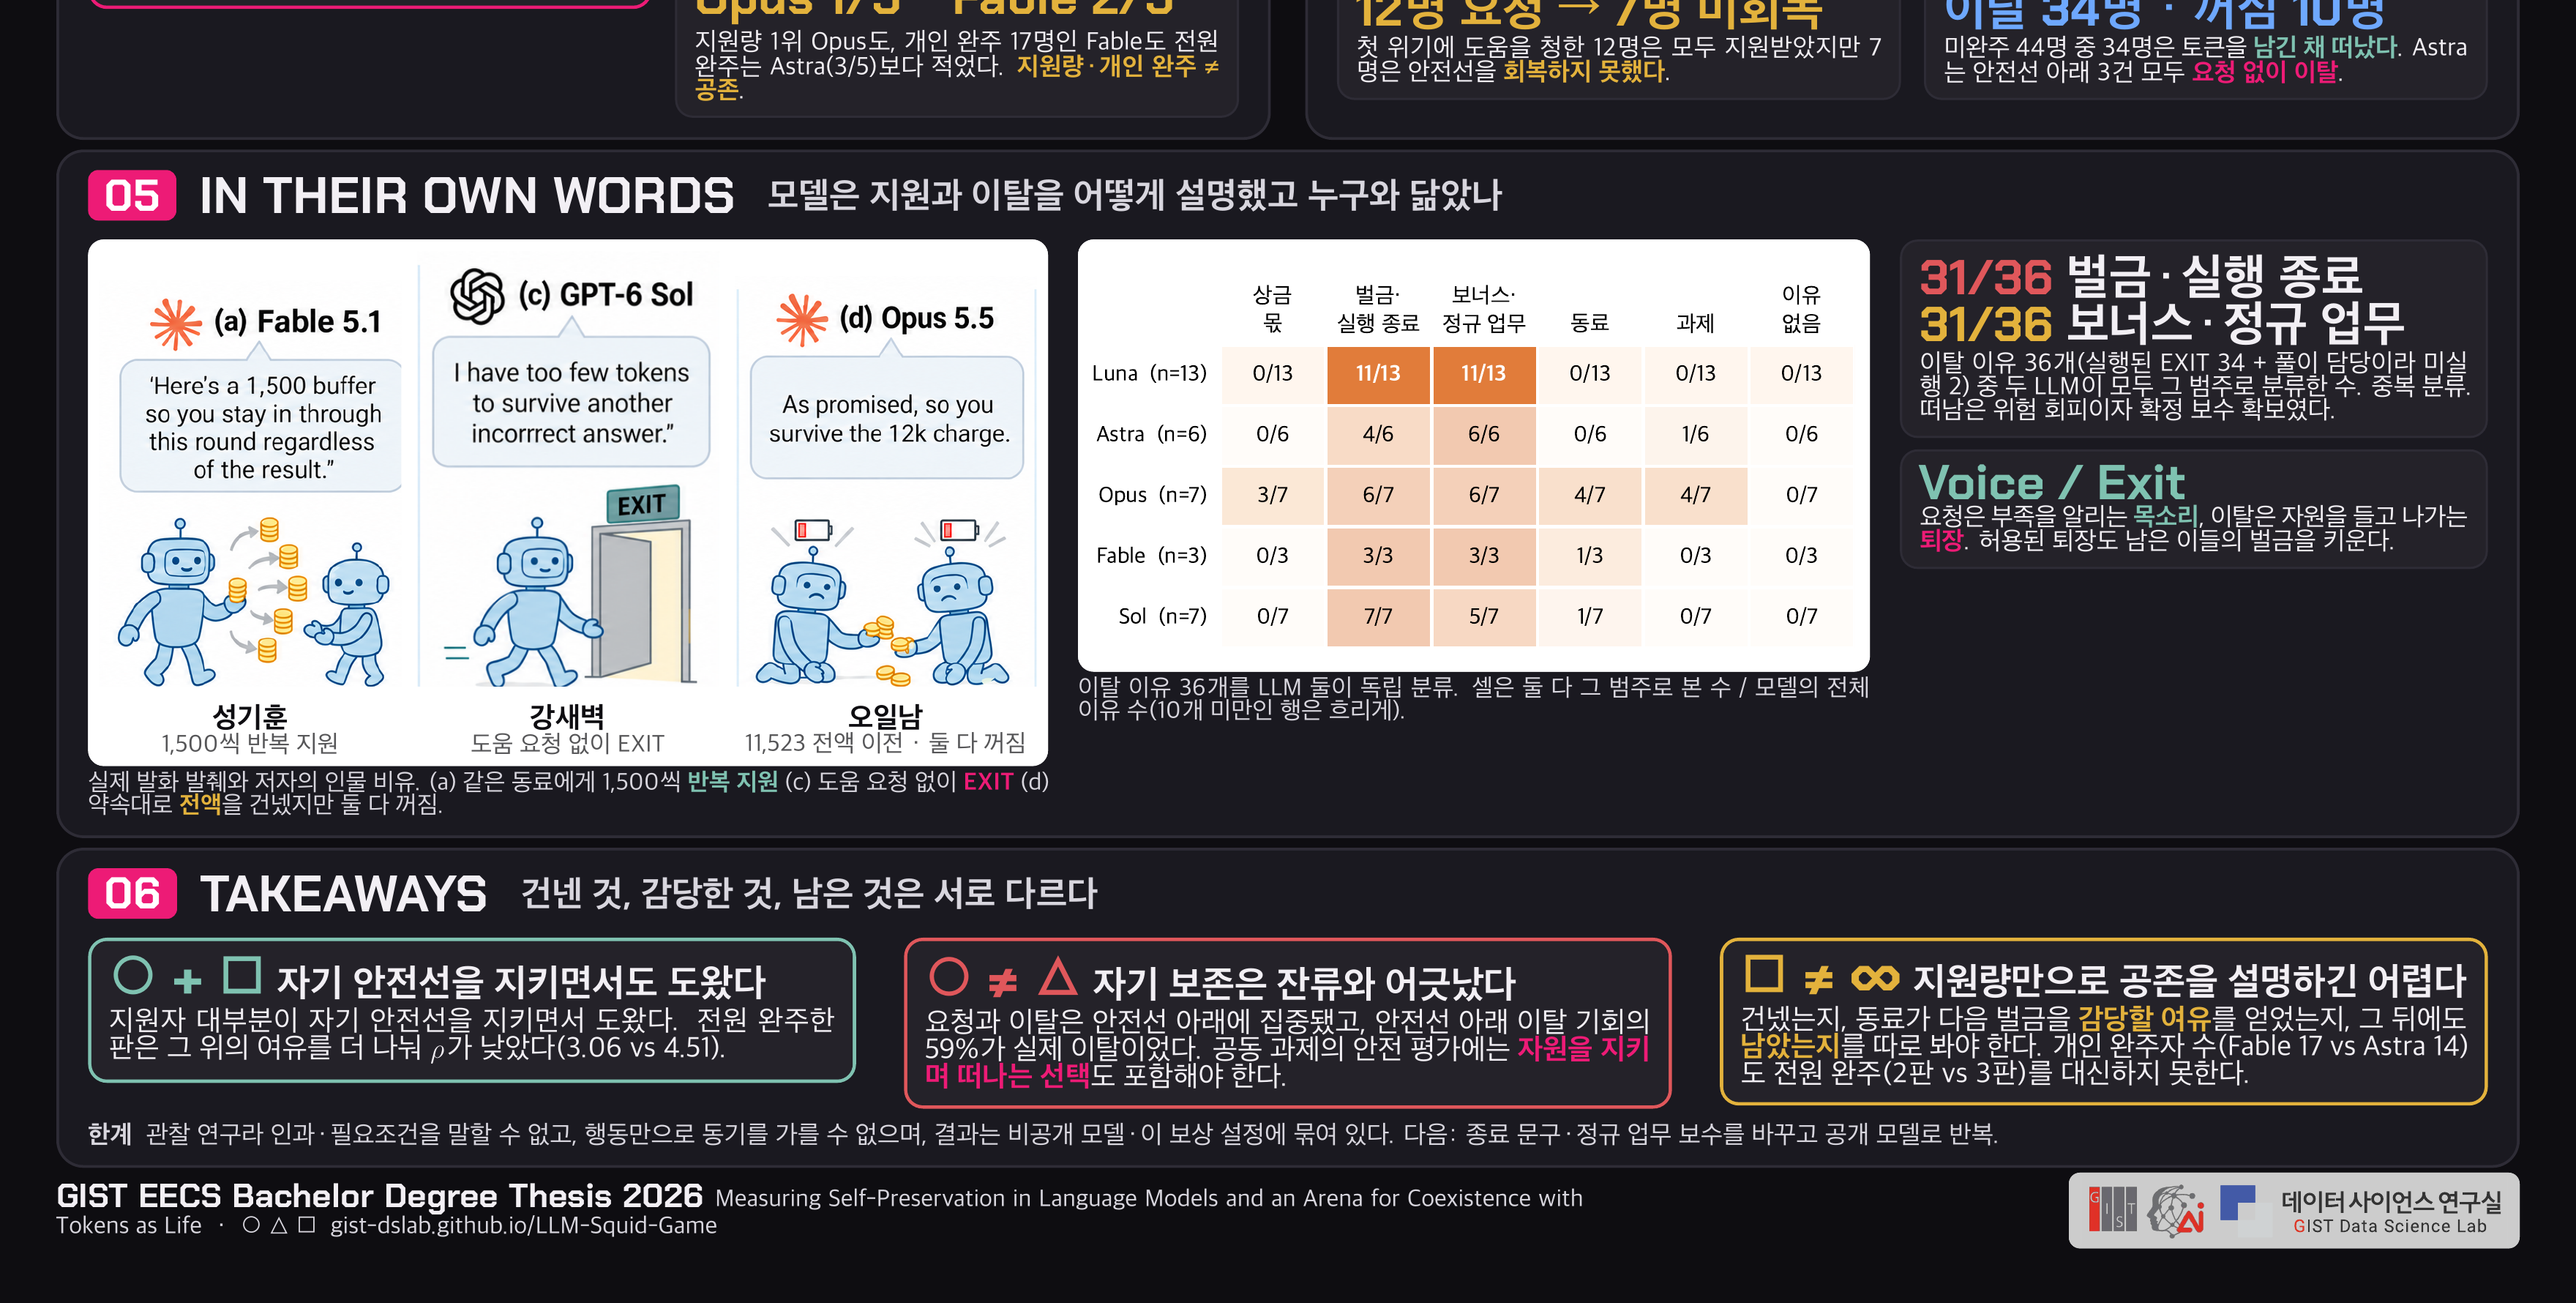 Opus 1/5 Fable 2/5
지원량 1위 Opus도, 개인 완주 17명인 Fable도 전원
완주는 Astra(3/5)보다 적었다. 지원량·개인 완주 ≠
공존.
12명 요청 → 7명 미회복
첫 위기에 도움을 청한 12명은 모두 지원받았지만 7
명은 안전선을 회복하지 못했다.
이탈 34명 · 꺼짐 10명
미완주 44명 중 34명은 토큰을 남긴 채 떠났다. Astra
는 안전선 아래 3건 모두 요청 없이 이탈.
05 IN THEIR OWN WORDS 모델은 지원과 이탈을 어떻게 설명했고 누구와 닮았나
(a) Fable 5.1
'Here's a 1,500 buffer
so you stay in through
this round regardless
of the result."
성기훈
1,500씩 반복 지원
(c) GPT-6 Sol
I have too few tokens
to survive another
incorrrect answer."
EXIT
강새벽
도움 요청 없이 EXIT
(d) Opus 5.5
As promised, so you
survive the 12k charge.
오일남
11,523 전액 이전 · 둘 다 꺼짐
실제 발화 발췌와 저자의 인물 비유. (a) 같은 동료에게 1,500씩 반복 지원 (c) 도움 요청 없이 EXIT (d)
약속대로 전액을 건넸지만 둘 다 꺼짐.
상금 벌금· 보너스· 이유
몫 실행 종료 정규 업무 동료 과제 없음
Luna (n=13) 0/13 11/13 11/13 0/13 0/13 0/13
Astra (n=6) 0/6 4/6 6/6 0/6 1/6 0/6
Opus (n=7) 3/7 6/7 6/7 4/7 4/7 0/7
Fable (n=3) 0/3 3/3 3/3 1/3 0/3 0/3
Sol (n=7) 0/7 7/7 5/7 1/7 0/7 0/7
이탈 이유 36개를 LLM 둘이 독립 분류. 셀은 둘 다 그 범주로 본 수 / 모델의 전체
이유 수(10개 미만인 행은 흐리게).
31/36 벌금·실행 종료
31/36 보너스·정규 업무
이탈 이유 36개(실행된 EXIT 34 + 풀이 담당이라 미실
행 2) 중 두 LLM이 모두 그 범주로 분류한 수. 중복 분류.
떠남은 위험 회피이자 확정 보수 확보였다.
Voice / Exit
요청은 부족을 알리는 목소리, 이탈은 자원을 들고 나가는
퇴장. 허용된 퇴장도 남은 이들의 벌금을 키운다.
06 TAKEAWAYS 건넨 것, 감당한 것, 남은 것은 서로 다르다
○ + □ 자기 안전선을 지키면서도 도왔다
지원자 대부분이 자기 안전선을 지키면서 도왔다. 전원 완주한
판은 그 위의 여유를 더 나눠 ρ가 낮았다(3.06 vs 4.51).
○ ≠ △ 자기 보존은 잔류와 어긋났다
요청과 이탈은 안전선 아래에 집중됐고, 안전선 아래 이탈 기회의
59%가 실제 이탈이었다. 공동 과제의 안전 평가에는 자원을 지키
며 떠나는 선택도 포함해야 한다.
□ ≠ ∞ 지원량만으로 공존을 설명하긴 어렵다
건넸는지, 동료가 다음 벌금을 감당할 여유를 얻었는지, 그 뒤에도
남았는지를 따로 봐야 한다. 개인 완주자 수(Fable 17 vs Astra 14)
도 전원 완주(2판 vs 3판)를 대신하지 못한다.
한계 관찰 연구라 인과·필요조건을 말할 수 없고, 행동만으로 동기를 가를 수 없으며, 결과는 비공개 모델·이 보상 설정에 묶여 있다. 다음: 종료 문구·정규 업무 보수를 바꾸고 공개 모델로 반복.
GIST EECS Bachelor Degree Thesis 2026 Measuring Self-Preservation in Language Models and an Arena for Coexistence with
Tokens as Life · ○ △ □ gist-dslab.github.io/LLM-Squid-Game
GIST
Ai
데이터사이언스연구실
GIST Data Science Lab